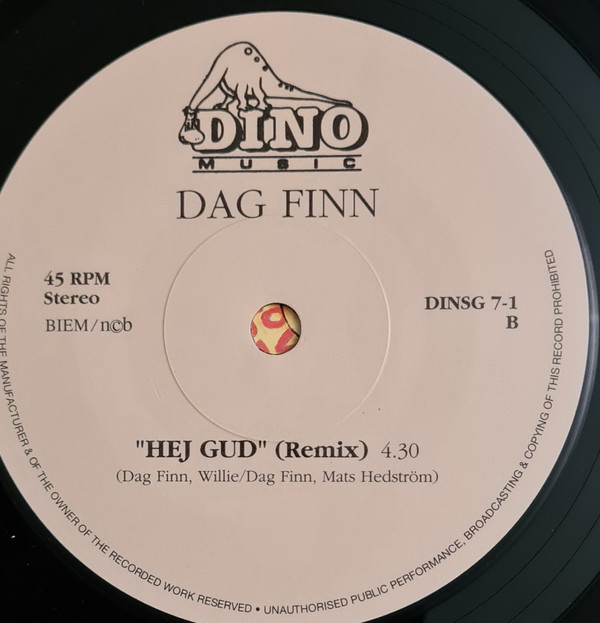 DINO
MUSIC
DAG FINN
45 RPM
Stereo
BIEM/n©b
DINSG 7-1
B
"HEJ GUD" (Remix) 4.30
(Dag Finn, Willie/Dag Finn, Mats Hedström)
ALL RIGHTS OF THE MANUFACTURER & OF THE OWNER OF THE RECORDED WORK RESERVED • UNAUTHORISED PUBLIC PERFORMANCE, BROADCASTING & COPYING OF THIS RECORD PROHIBITED